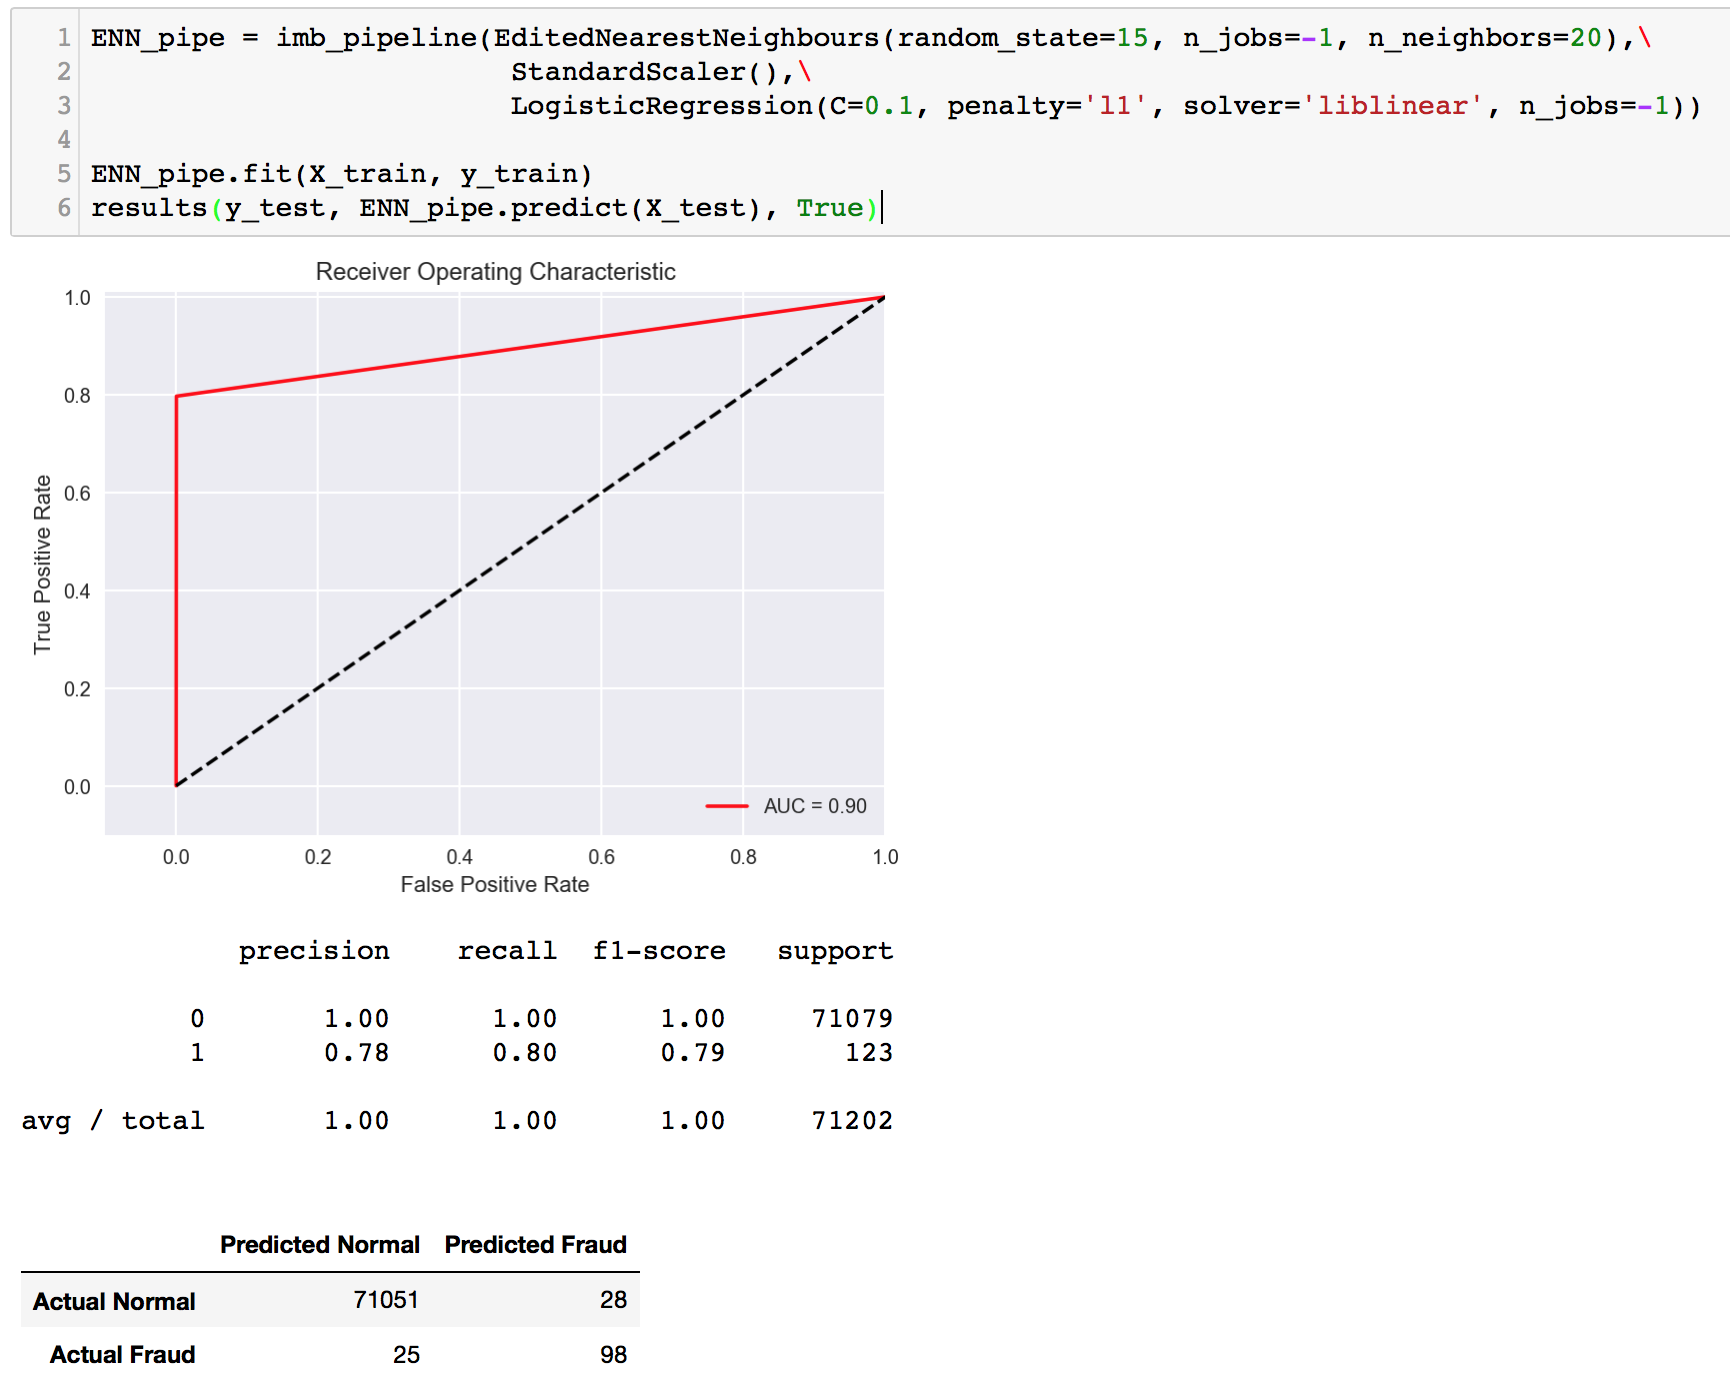 1 ENN_pipe = imb_pipeline(EditedNearestNeighbours(random_state=15, n_jobs=-1, n_neighbors=20),\
2 StandardScaler(),\
3 LogisticRegression(C=0.1, penalty='l1', solver='liblinear', n_jobs=-1))
4
5 ENN_pipe.fit(X_train, y_train)
6 results(y_test, ENN_pipe.predict(X_test), True)
Receiver Operating Characteristic
1.0
0.8
0.6
0.4
0.2
0.0
True Positive Rate
AUC = 0.90
0.0 0.2 0.4 0.6 0.8 1.0
False Positive Rate
precision recall f1-score support
0 1.00 1.00 1.00 71079
1 0.78 0.80 0.79 123
avg / total 1.00 1.00 1.00 71202
Predicted Normal Predicted Fraud
Actual Normal 71051 28
Actual Fraud 25 98